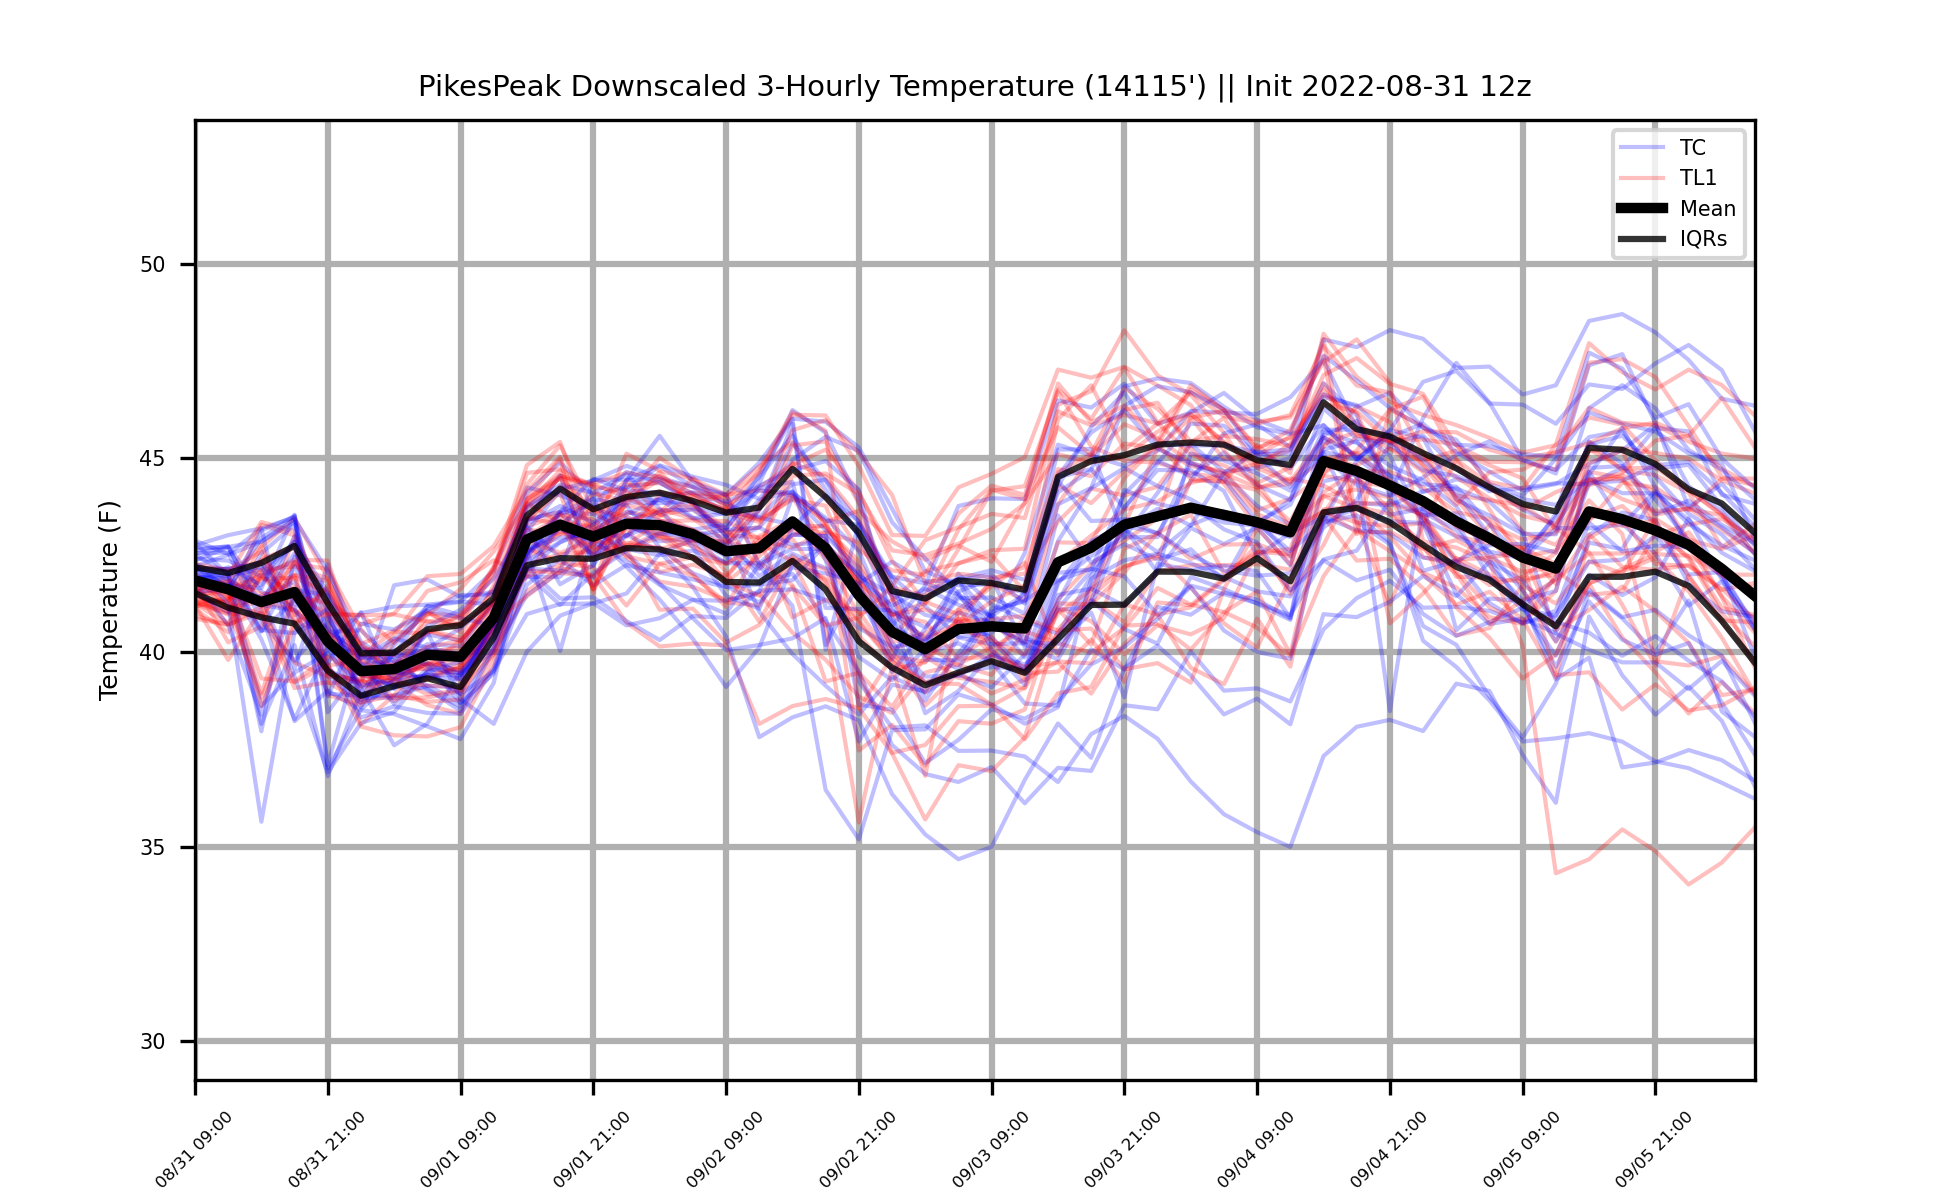 PikesPeak Downscaled 3-Hourly Temperature (14115') || Init 2022-08-31 12z
TC
TL1
Mean
IQRs
Temperature (F)
50
45
40
35
30
08/31 09:00
08/31 21:00
09/01 09:00
09/01 21:00
09/02 09:00
09/02 21:00
09/03 09:00
09/03 21:00
09/04 09:00
09/04 21:00
09/05 09:00
09/05 21:00